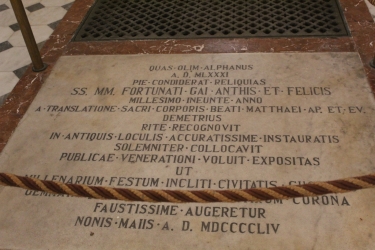 QUAS·OLIM·ALPHANUS
A. D. MLXXXI
PIE·CONDIDERAT·RELIQUIAS
SS. MM. FORTUNATI·GAI·ANTHIS·ET·FELICIS
MILLESIMO·INEUNTE·ANNO
A·TRANSLATIONE·SACRI·CORPORIS·BEATI·MATTHAEI·AP. ET·EV.
DEMETRIUS
RITE·RECOGNOVIT
IN·ANTIQUIS·LOCULIS·ACCURATISSIME·INSTAURATIS
SOLEMNITER·COLLOCAVIT
PUBLICAE·VENERATIONI·VOLUIT·EXPOSITAS
UT
MILLENARIUM·FESTUM·INCLITI·CIVITATIS
CORONA
FAUSTISSIME·AUGERETUR
NONIS·MAIIS·A. D. MDCCCCLIV